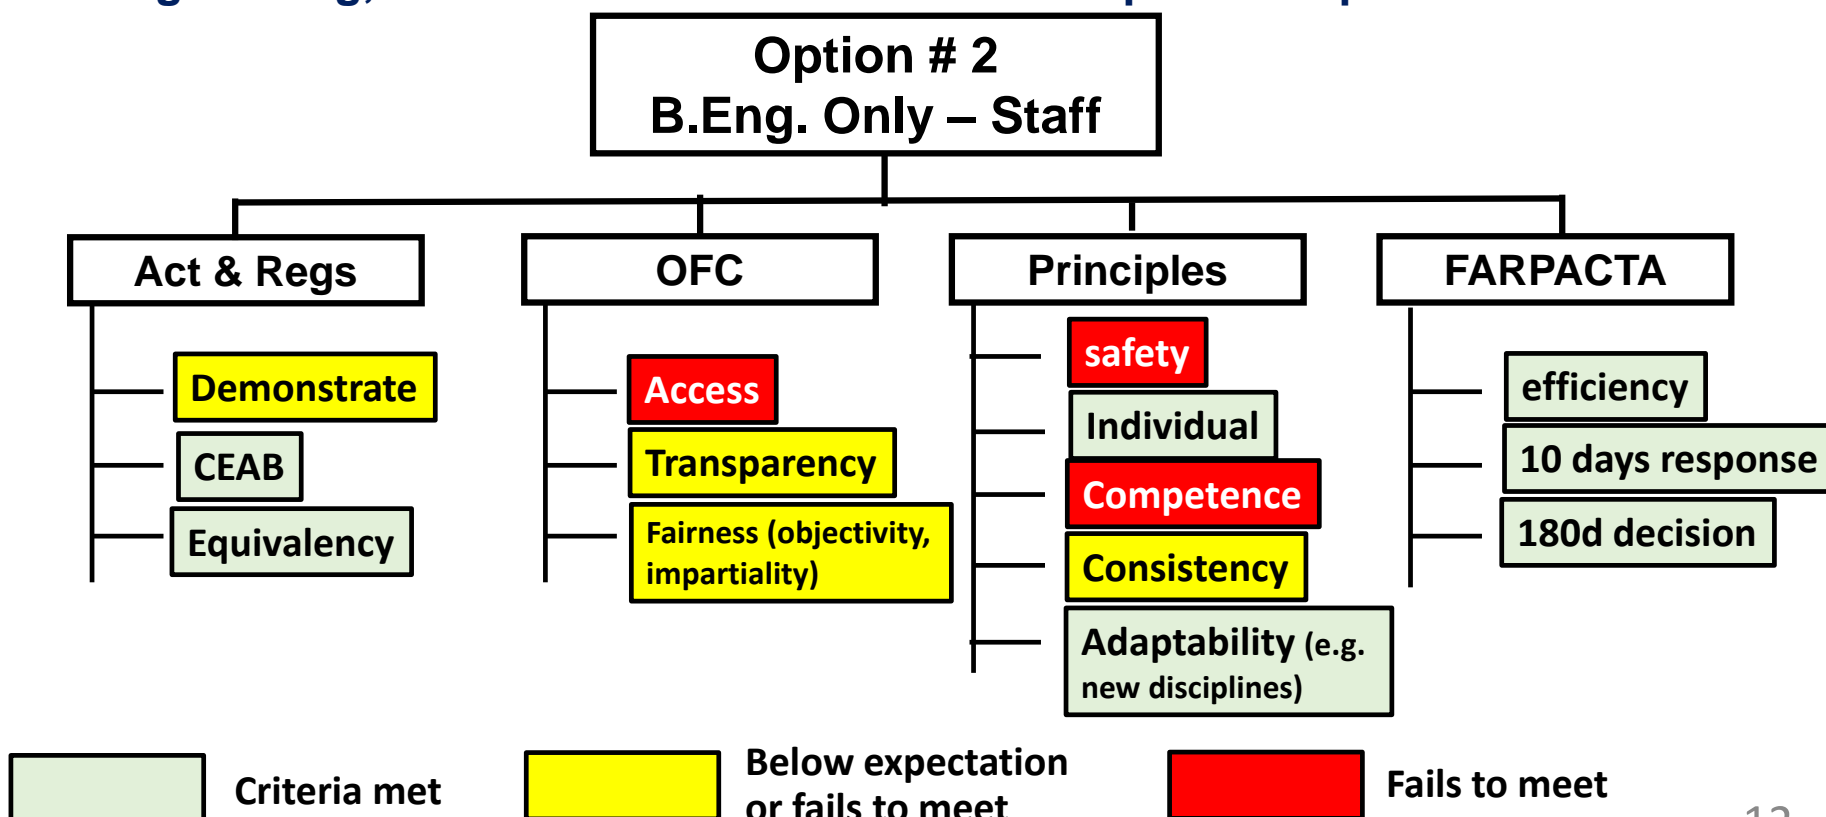 Option # 2
B.Eng. Only – Staff
Act & Regs
OFC
Principles
FARPACTA
Demonstrate
CEAB
Equivalency
Access
Transparency
Fairness (objectivity,
impartiality)
safety
Individual
Competence
Consistency
Adaptability (e.g.
new disciplines)
efficiency
10 days response
180d decision
Criteria met
Below expectation
or fails to meet
Fails to meet